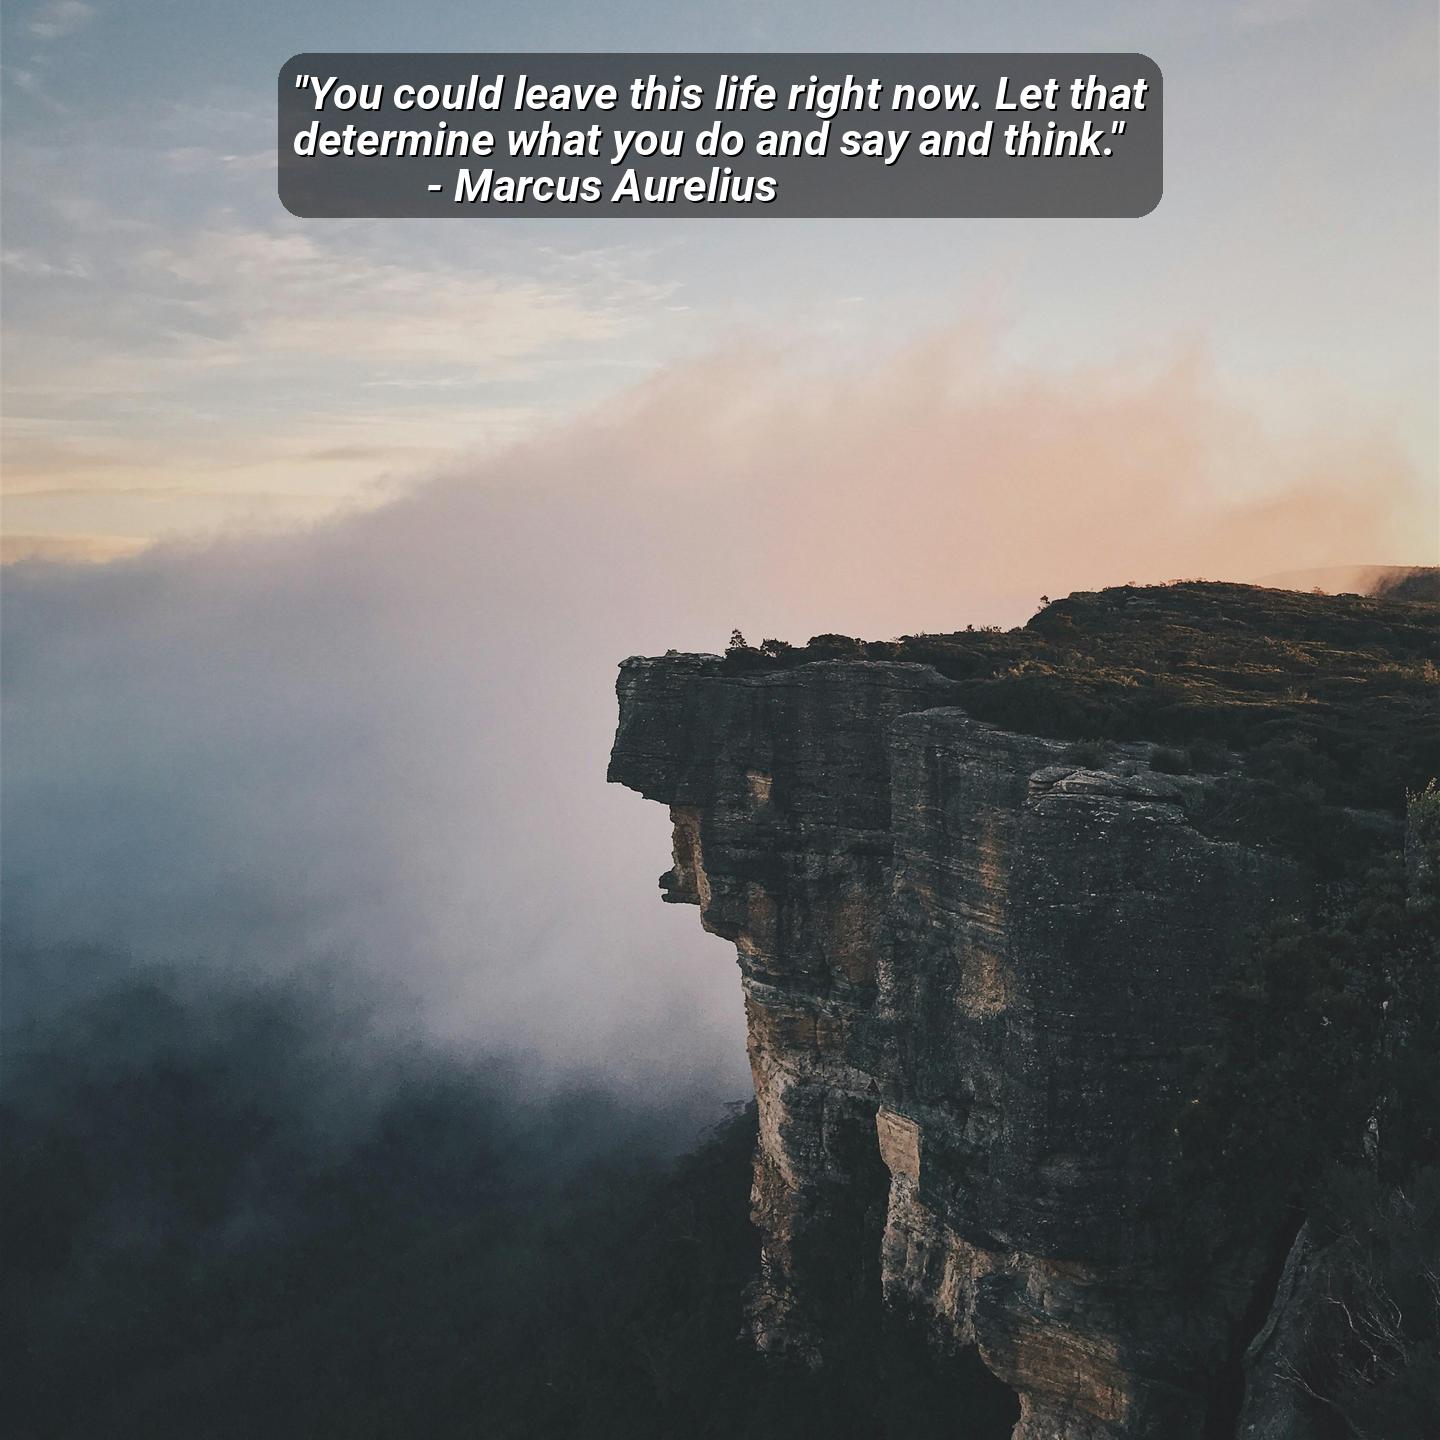 "You could leave this life right now. Let that
determine what you do and say and think."
- Marcus Aurelius